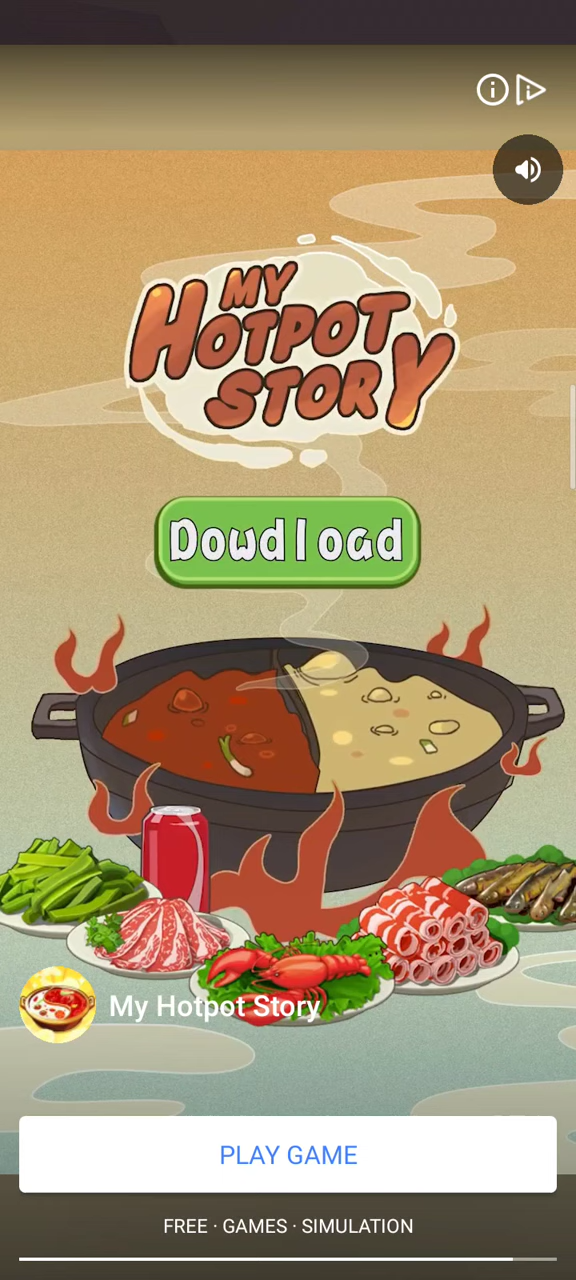 MY
HOTPOT
STORY
Dowdload
My Hotpot Story
PLAY GAME
FREE · GAMES · SIMULATION